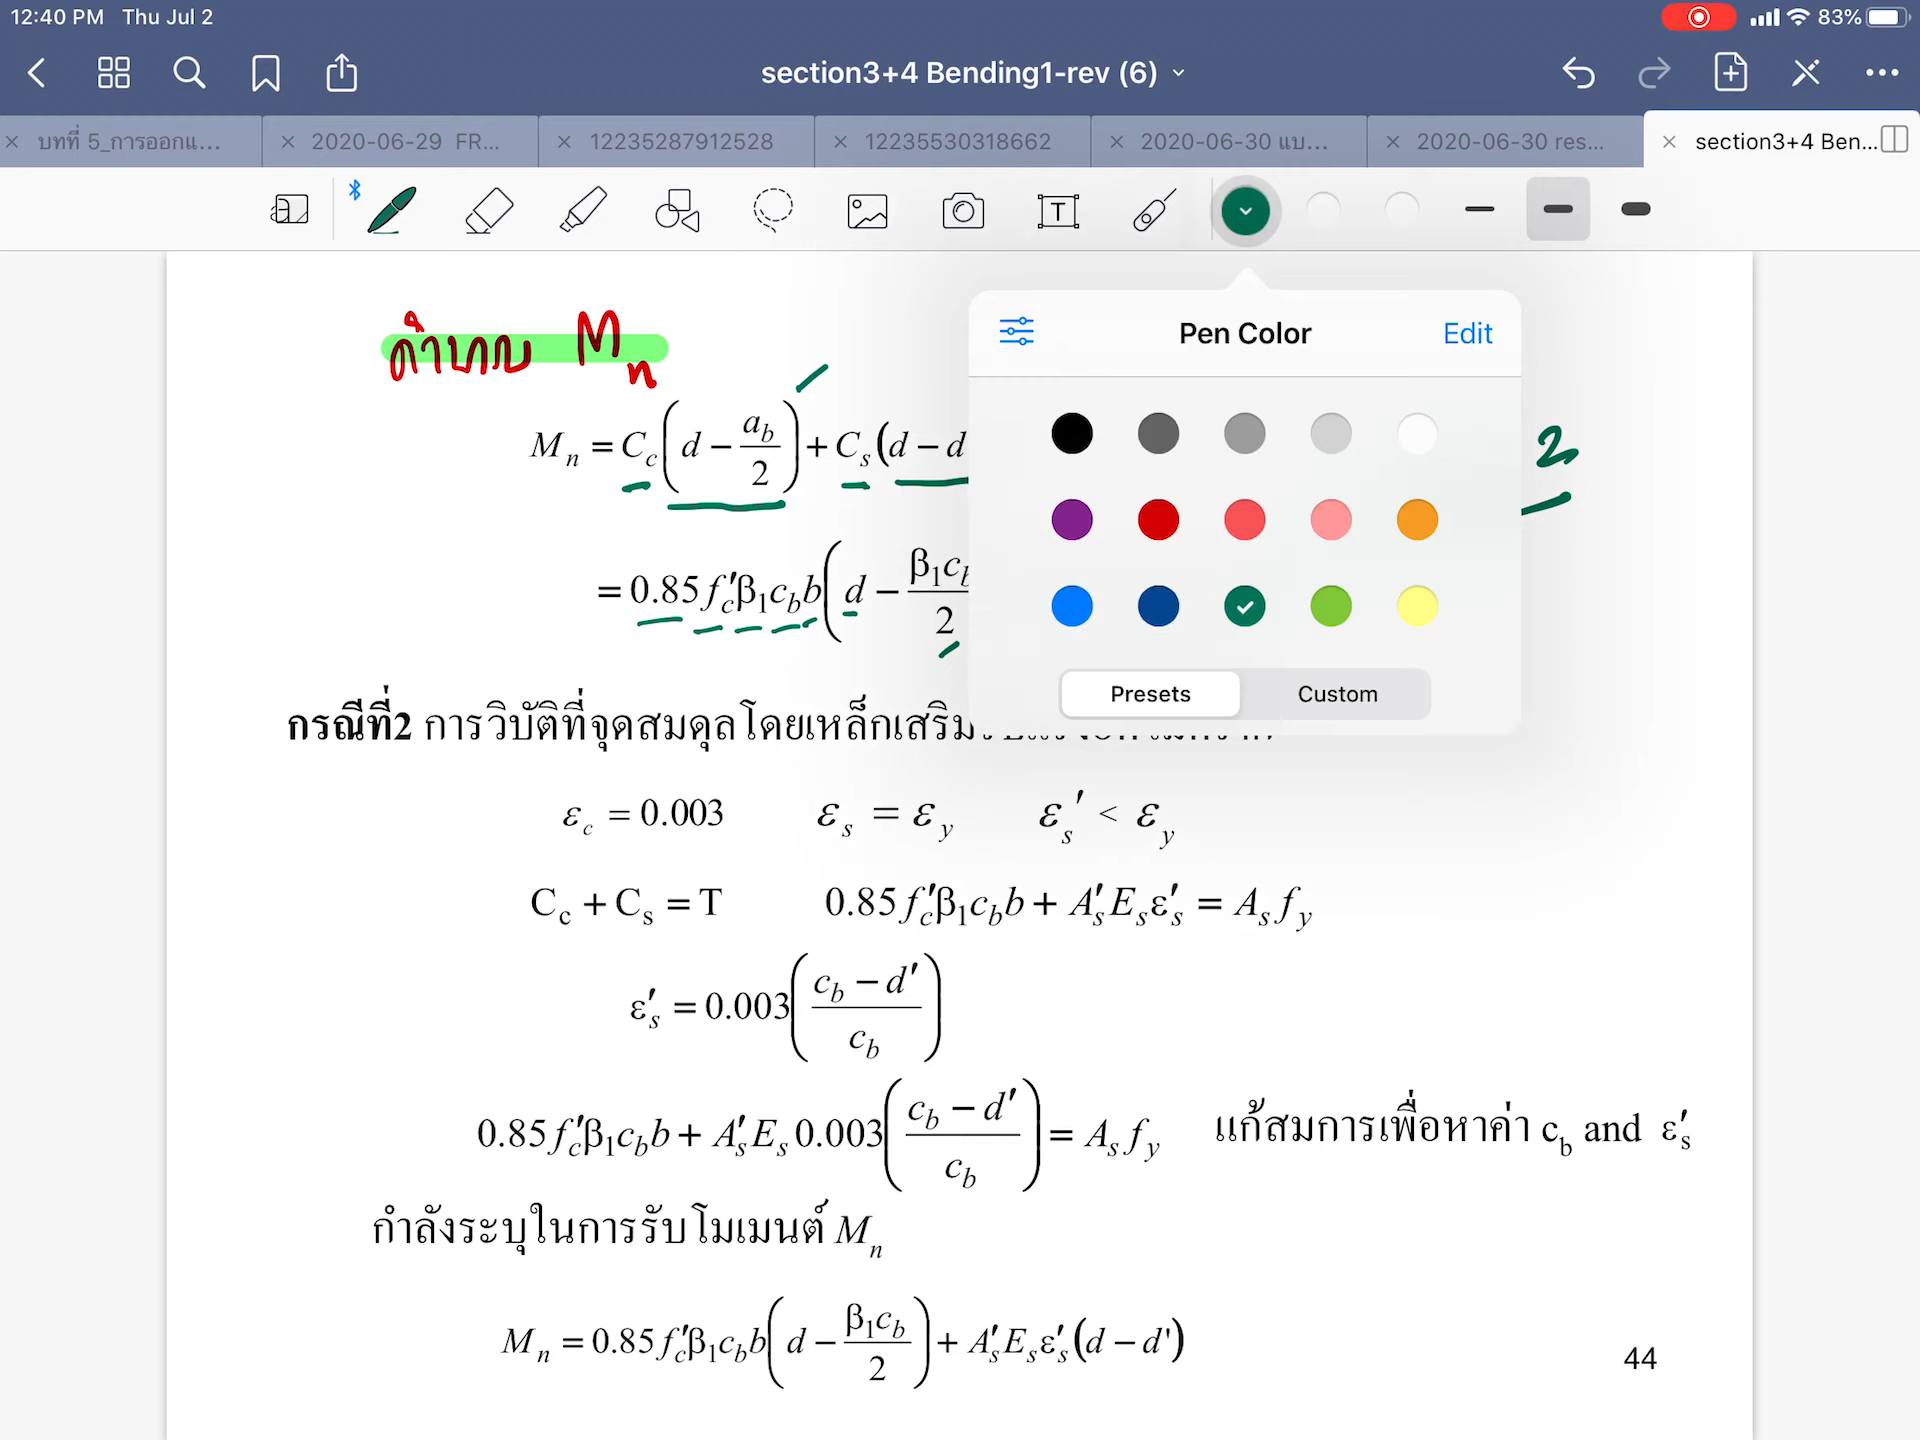 12:40 PM Thu Jul 2
83%
section3+4 Bending1-rev (6)
บทที่ 5_การออกแ...
2020-06-29 FR...
12235287912528
12235530318662
2020-06-30 แบ...
2020-06-30 res...
section3+4 Ben...
Pen Color
Edit
Presets
Custom
คำนวณ Mn
Mn = Cc(d − ab/2) + Cs(d − d
2
= 0.85f′cβ1cbb(d − β1cb/2
กรณีที่2 การวิบัติที่จุดสมดุลโดยเหล็กเสริม
εc = 0.003 εs = εy εs′ < εy
Cc + Cs = T 0.85f′cβ1cbb + A′sEsε′s = Asfy
ε′s = 0.003((cb − d′)/cb)
0.85f′cβ1cbb + A′sEs0.003((cb − d′)/cb) = Asfy แก้สมการเพื่อหาค่า cb and ε′s
กำลังระบุในการรับโมเมนต์ Mn
Mn = 0.85f′cβ1cbb(d − β1cb/2) + A′sEsε′s(d − d')
44